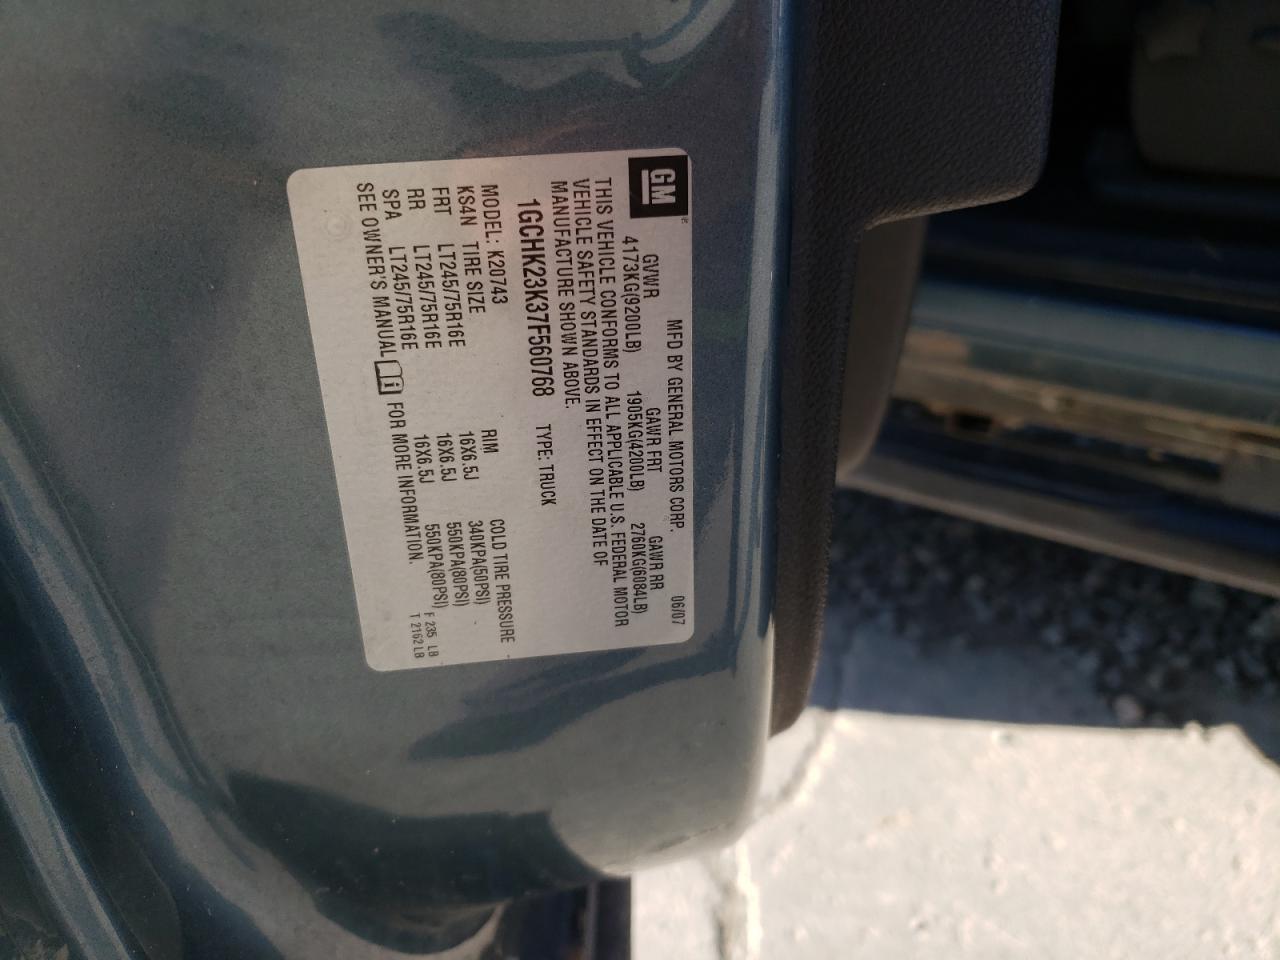 GM
MFD BY GENERAL MOTORS CORP. 06/07
GVWR GAWR FRT GAWR RR
4173KG(9200LB) 1905KG(4200LB) 2760KG(6084LB)
THIS VEHICLE CONFORMS TO ALL APPLICABLE U.S. FEDERAL MOTOR
VEHICLE SAFETY STANDARDS IN EFFECT ON THE DATE OF
MANUFACTURE SHOWN ABOVE.
1GCHK23K37F560768 TYPE: TRUCK
MODEL: K20743
KS4N TIRE SIZE RIM COLD TIRE PRESSURE
FRT LT245/75R16E 16X6.5J 340KPA(50PSI)
RR LT245/75R16E 16X6.5J 550KPA(80PSI)
SPA LT245/75R16E 16X6.5J 550KPA(80PSI)
SEE OWNER'S MANUAL FOR MORE INFORMATION.
F 235 LB
T 2162 LB